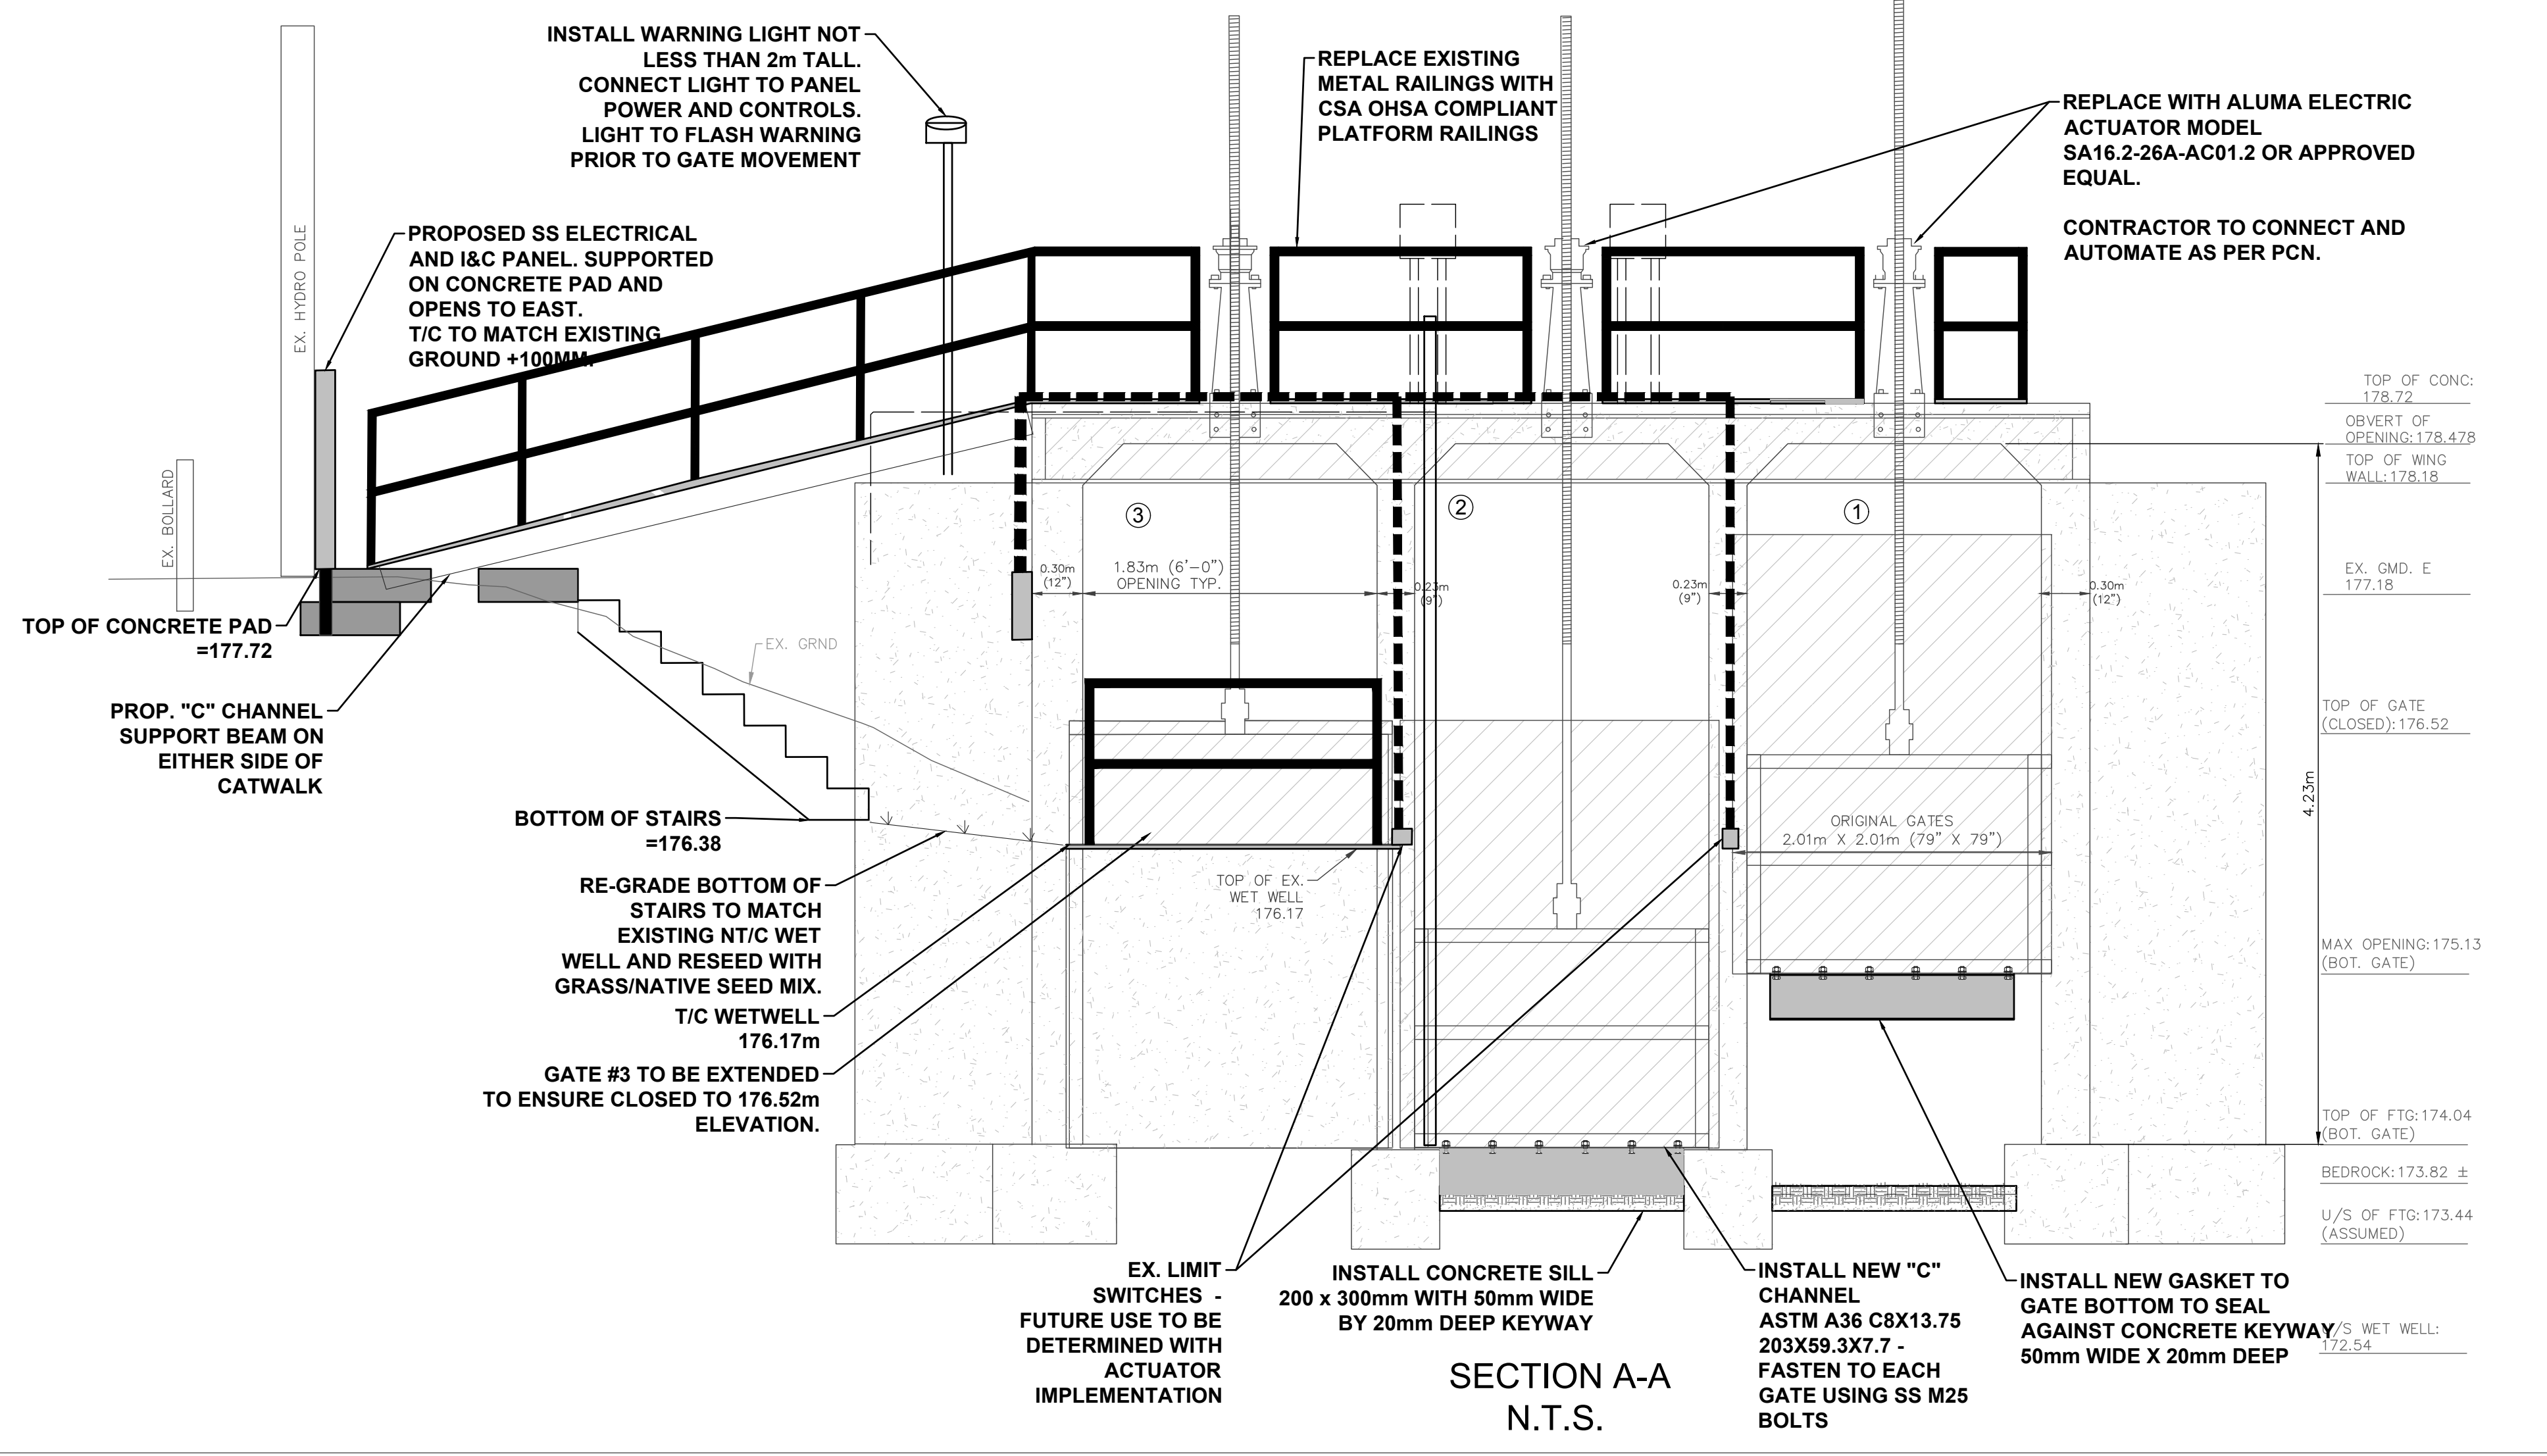 INSTALL WARNING LIGHT NOT
LESS THAN 2m TALL.
CONNECT LIGHT TO PANEL
POWER AND CONTROLS.
LIGHT TO FLASH WARNING
PRIOR TO GATE MOVEMENT
REPLACE EXISTING
METAL RAILINGS WITH
CSA OHSA COMPLIANT
PLATFORM RAILINGS
REPLACE WITH ALUMA ELECTRIC
ACTUATOR MODEL
SA16.2-26A-AC01.2 OR APPROVED
EQUAL.
CONTRACTOR TO CONNECT AND
AUTOMATE AS PER PCN.
EX. HYDRO POLE
PROPOSED SS ELECTRICAL
AND I&C PANEL. SUPPORTED
ON CONCRETE PAD AND
OPENS TO EAST.
T/C TO MATCH EXISTING
GROUND +100MM.
EX. BOLLARD
TOP OF CONC:
178.72
OBVERT OF
OPENING:178.478
TOP OF WING
WALL:178.18
EX. GMD. E
177.18
TOP OF GATE
(CLOSED):176.52
4.23m
MAX OPENING:175.13
(BOT. GATE)
TOP OF FTG:174.04
(BOT. GATE)
BEDROCK:173.82 ±
U/S OF FTG:173.44
(ASSUMED)
/S WET WELL:
172.54
3
2
1
0.30m
(12")
1.83m (6'-0")
OPENING TYP.
0.23m
(9")
0.23m
(9")
0.30m
(12")
TOP OF CONCRETE PAD
=177.72
EX. GRND
PROP. "C" CHANNEL
SUPPORT BEAM ON
EITHER SIDE OF
CATWALK
BOTTOM OF STAIRS
=176.38
ORIGINAL GATES
2.01m X 2.01m (79" X 79")
TOP OF EX.
WET WELL
176.17
RE-GRADE BOTTOM OF
STAIRS TO MATCH
EXISTING NT/C WET
WELL AND RESEED WITH
GRASS/NATIVE SEED MIX.
T/C WETWELL
176.17m
GATE #3 TO BE EXTENDED
TO ENSURE CLOSED TO 176.52m
ELEVATION.
EX. LIMIT
SWITCHES -
FUTURE USE TO BE
DETERMINED WITH
ACTUATOR
IMPLEMENTATION
INSTALL CONCRETE SILL
200 x 300mm WITH 50mm WIDE
BY 20mm DEEP KEYWAY
INSTALL NEW "C"
CHANNEL
ASTM A36 C8X13.75
203X59.3X7.7 -
FASTEN TO EACH
GATE USING SS M25
BOLTS
INSTALL NEW GASKET TO
GATE BOTTOM TO SEAL
AGAINST CONCRETE KEYWAY
50mm WIDE X 20mm DEEP
SECTION A-A
N.T.S.